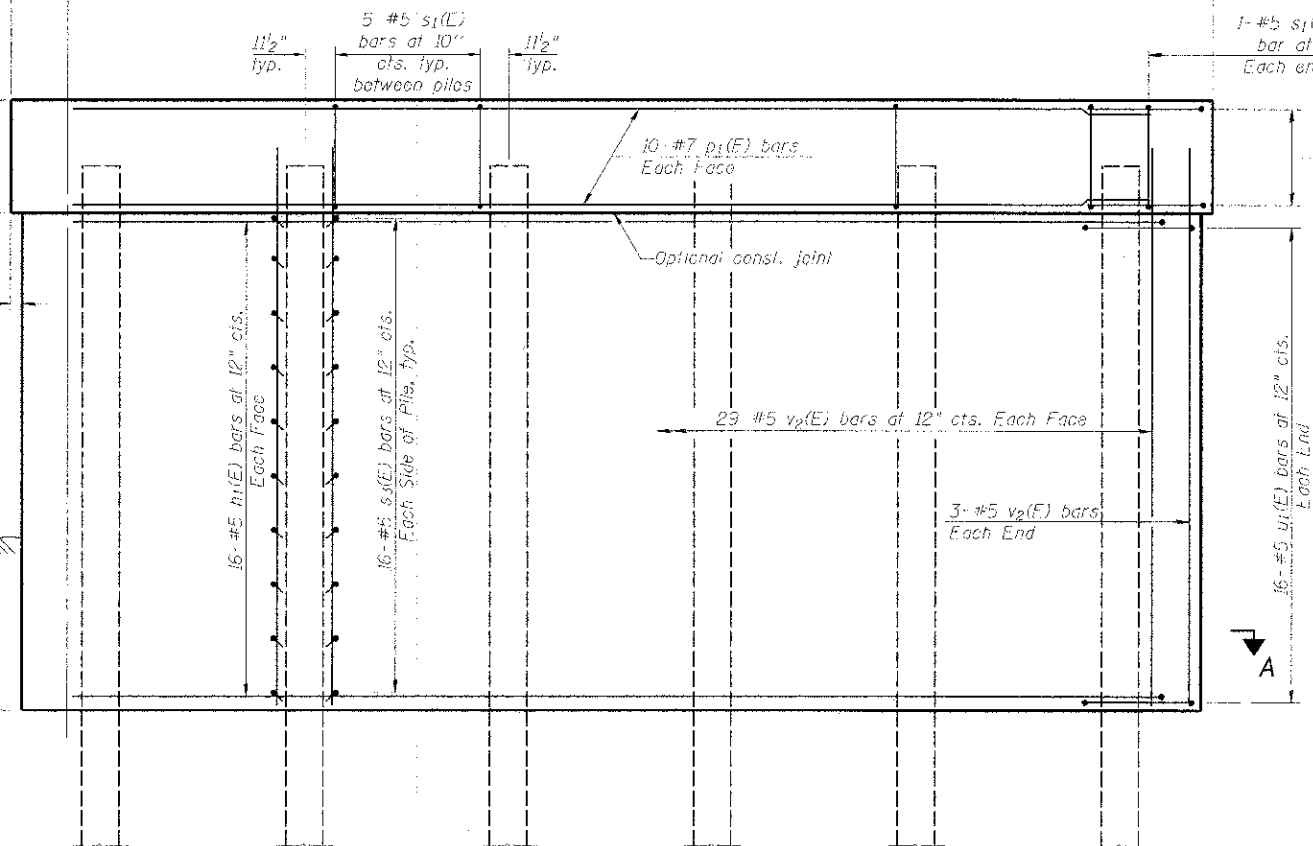 5 #5 s1(E)
bars at 10"
cts. typ.
between piles
11 1/2"
typ.
11 1/2"
typ.
1- #5 s1(
bar at
Each en
10- #7 p1(E) bars
Each Face
Optional const. joint
16- #5 h1(E) bars at 12" cts.
Each Face
16- #5 s3(E) bars at 12" cts.
Each Side of Pile, typ.
29 #5 v2(E) bars at 12" cts. Each Face
3- #5 v2(E) bars
Each End
16- #5 u1(E) bars at 12" cts.
Each End
A